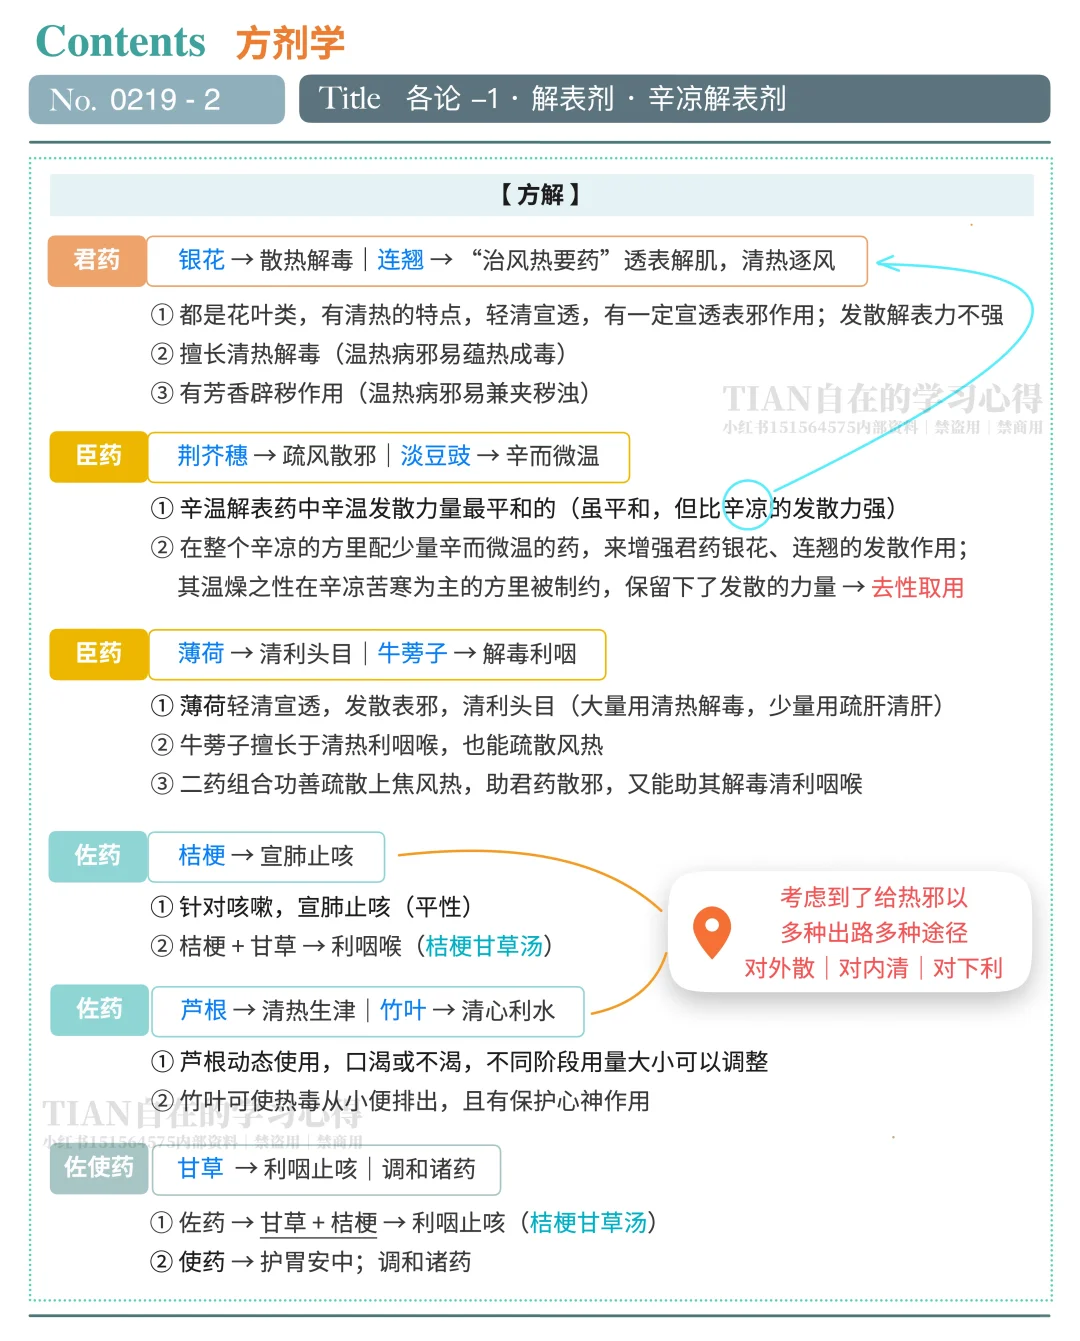 Contents 方剂学
No. 0219 - 2
Title 各论 –1 · 解表剂 · 辛凉解表剂
【 方解 】
君药 银花 → 散热解毒｜连翘 → “治风热要药”透表解肌，清热逐风
① 都是花叶类，有清热的特点，轻清宣透，有一定宣透表邪作用；发散解表力不强
② 擅长清热解毒（温热病邪易蕴热成毒）
③ 有芳香辟秽作用（温热病邪易兼夹秽浊）
TIAN自在的学习心得
小红书151564575内部资料｜禁盗用｜禁商用
臣药 荆芥穗 → 疏风散邪｜淡豆豉 → 辛而微温
① 辛温解表药中辛温发散力量最平和的（虽平和，但比辛凉的发散力强）
② 在整个辛凉的方里配少量辛而微温的药，来增强君药银花、连翘的发散作用；
其温燥之性在辛凉苦寒为主的方里被制约，保留下了发散的力量 → 去性取用
臣药 薄荷 → 清利头目｜牛蒡子 → 解毒利咽
① 薄荷轻清宣透，发散表邪，清利头目（大量用清热解毒，少量用疏肝清肝）
② 牛蒡子擅长于清热利咽喉，也能疏散风热
③ 二药组合功善疏散上焦风热，助君药散邪，又能助其解毒清利咽喉
佐药 桔梗 → 宣肺止咳
① 针对咳嗽，宣肺止咳（平性）
② 桔梗 + 甘草 → 利咽喉（桔梗甘草汤）
考虑到了给热邪以
多种出路多种途径
对外散｜对内清｜对下利
佐药 芦根 → 清热生津｜竹叶 → 清心利水
① 芦根动态使用，口渴或不渴，不同阶段用量大小可以调整
② 竹叶可使热毒从小便排出，且有保护心神作用
TIAN自在的学习心得
小红书151564575内部资料｜禁盗用｜禁商用
佐使药 甘草 → 利咽止咳｜调和诸药
① 佐药 → 甘草 + 桔梗 → 利咽止咳（桔梗甘草汤）
② 使药 → 护胃安中；调和诸药